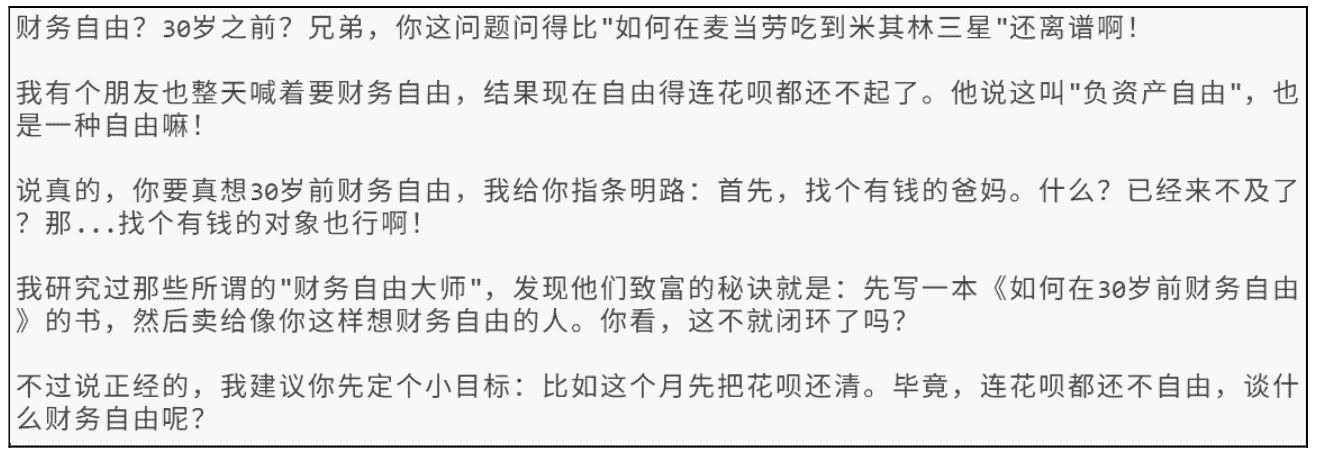 财务自由？30岁之前？兄弟，你这问题问得比"如何在麦当劳吃到米其林三星"还离谱啊！
我有个朋友也整天喊着要财务自由，结果现在自由得连花呗都还不起了。他说这叫"负资产自由"，也
是一种自由嘛！
说真的，你要真想30岁前财务自由，我给你指条明路：首先，找个有钱的爸妈。什么？已经来不及了
？那...找个有钱的对象也行啊！
我研究过那些所谓的"财务自由大师"，发现他们致富的秘诀就是：先写一本《如何在30岁前财务自由
》的书，然后卖给像你这样想财务自由的人。你看，这不就闭环了吗？
不过说正经的，我建议你先定个小目标：比如这个月先把花呗还清。毕竟，连花呗都还不自由，谈什
么财务自由呢？